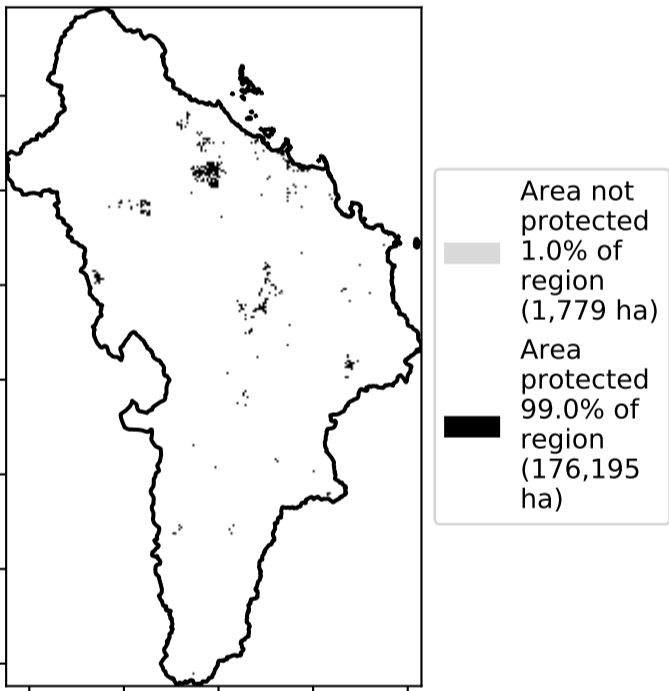 Area not
protected
1.0% of
region
(1,779 ha)
Area
protected
99.0% of
region
(176,195
ha)